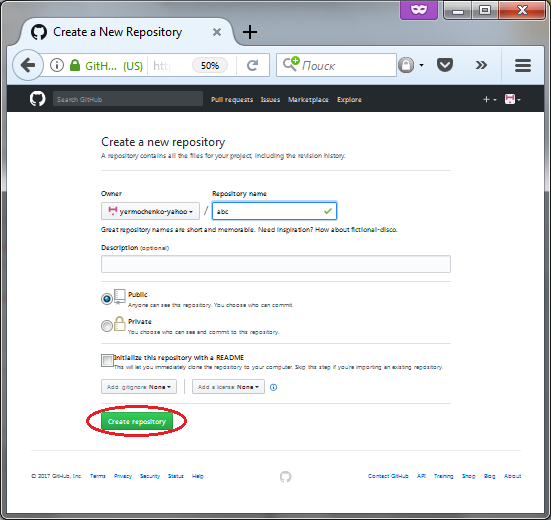 Create a New Repository
GitH... (US) http 50% Поиск
Search GitHub Pull requests Issues Marketplace Explore
Create a new repository
A repository contains all the files for your project, including the revision history.
Owner Repository name
yermochenko-yahoo / abc
Great repository names are short and memorable. Need inspiration? How about fictional-disco.
Description (optional)
Public
Anyone can see this repository. You choose who can commit.
Private
You choose who can see and commit to this repository.
Initialize this repository with a README
This will let you immediately clone the repository to your computer. Skip this step if you're importing an existing repository.
Add .gitignore: None Add a license: None
Create repository
© 2017 GitHub, Inc. Terms Privacy Security Status Help Contact GitHub API Training Shop Blog About